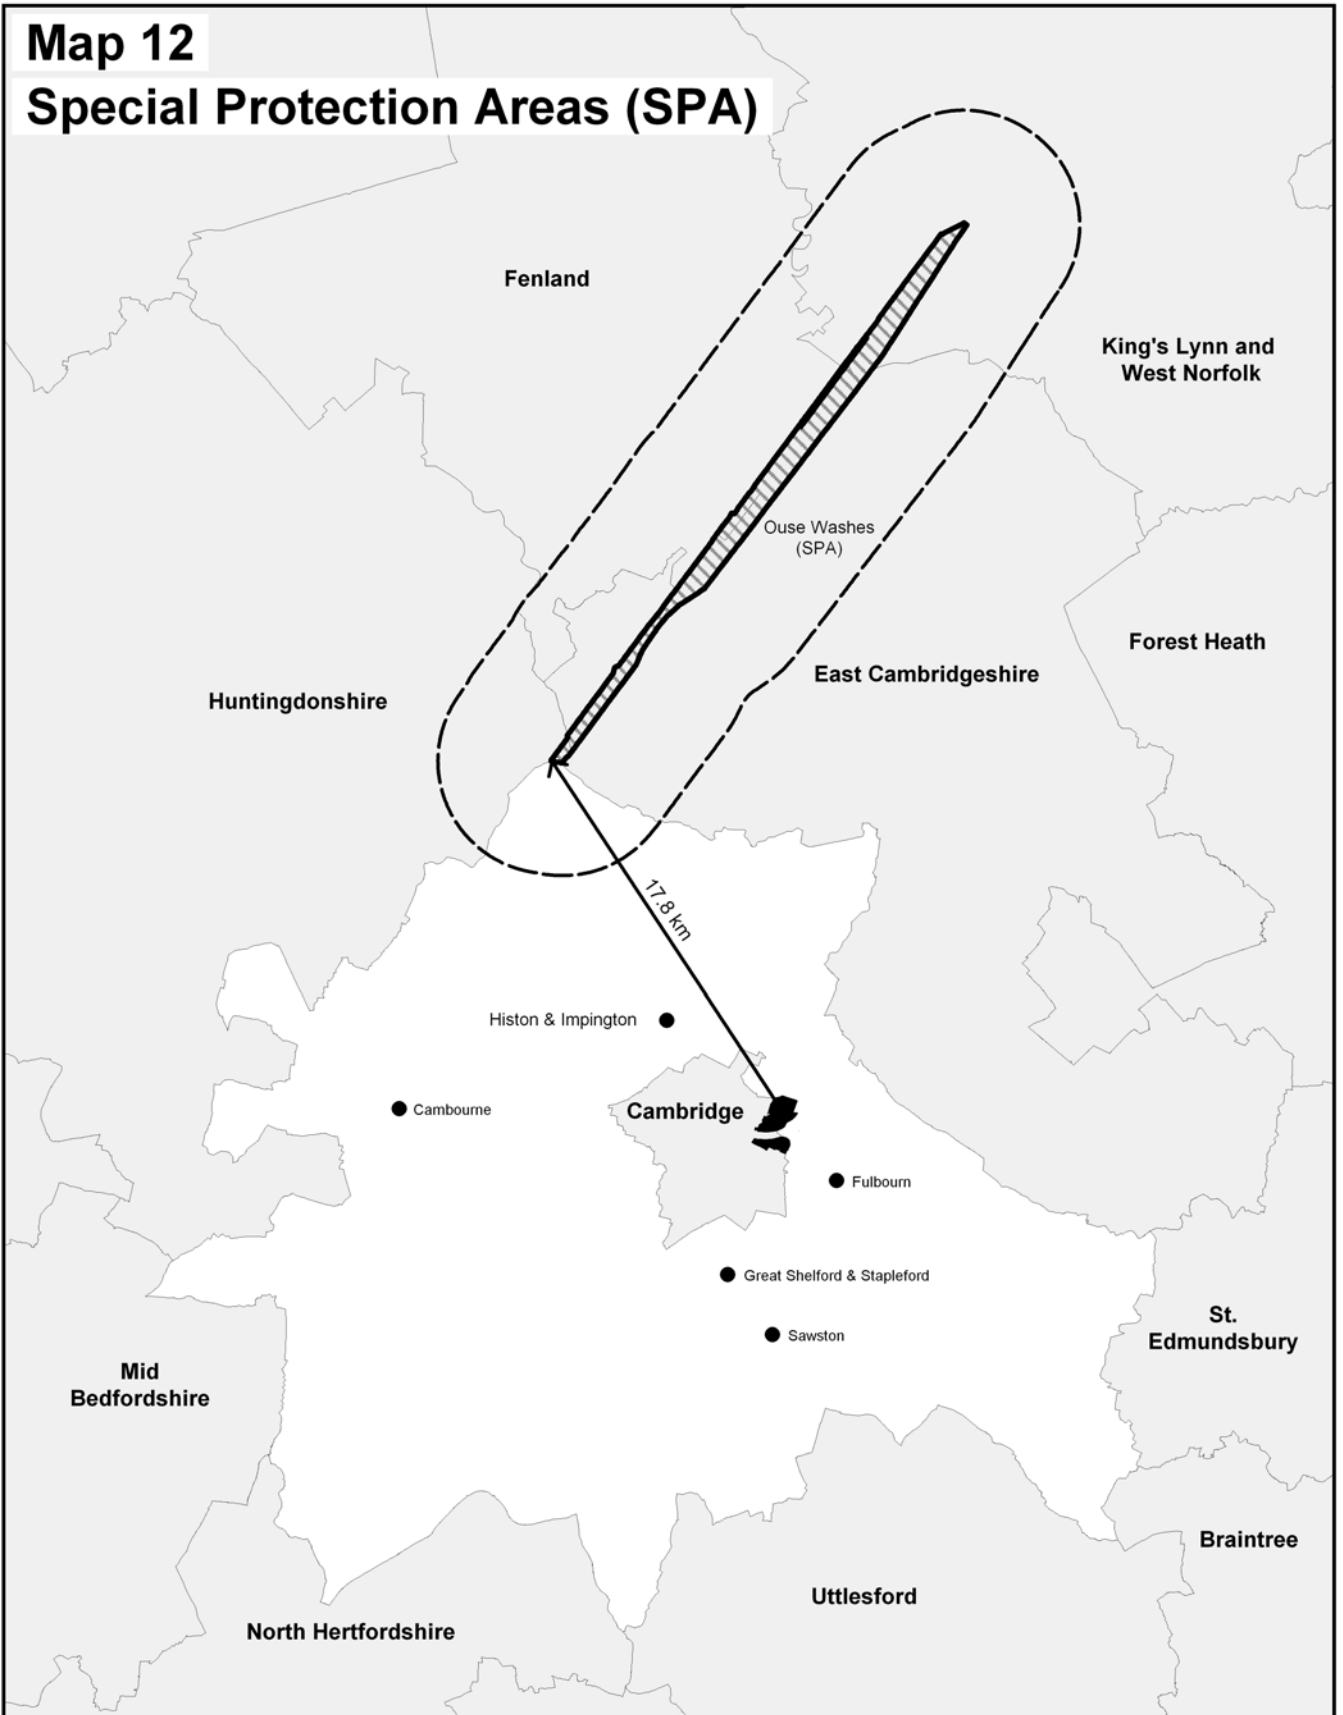 Map 12
Special Protection Areas (SPA)
Fenland
King's Lynn and
West Norfolk
Ouse Washes
(SPA)
Forest Heath
East Cambridgeshire
Huntingdonshire
17.8 km
Histon & Impington
Cambourne
Cambridge
Fulbourn
Great Shelford & Stapleford
Sawston
St.
Edmundsbury
Mid
Bedfordshire
Braintree
Uttlesford
North Hertfordshire